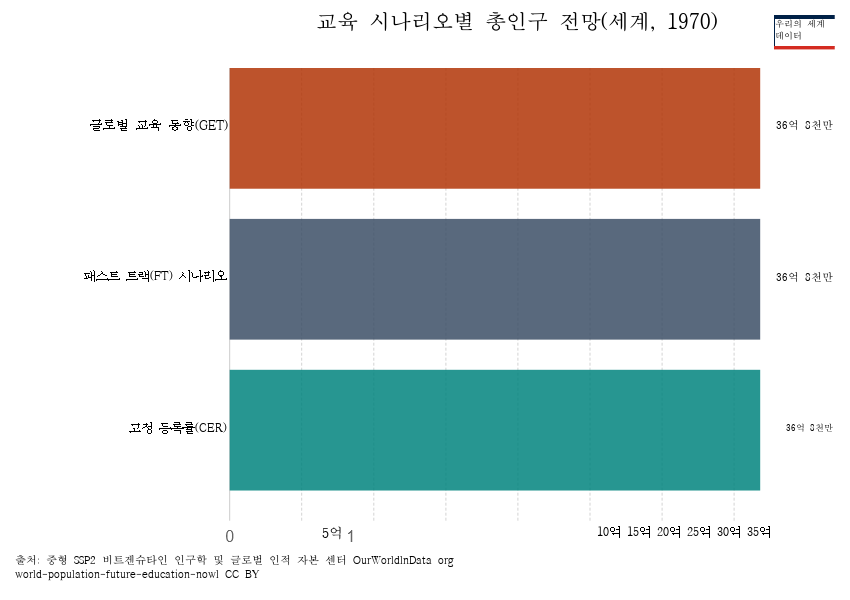 교육 시나리오별 총인구 전망(세계, 1970)
우리의 세계
데이터
글로벌 교육 동향(GET)
36억 8천만
패스트 트랙(FT) 시나리오
36억 8천만
고정 등록률(CER)
36억 8천만
0 5억 1 10억 15억 20억 25억 30억 35억
출처: 중형 SSP2 비트겐슈타인 인구학 및 글로벌 인적 자본 센터 OurWorldInData org
world-population-future-education-nowl CC BY